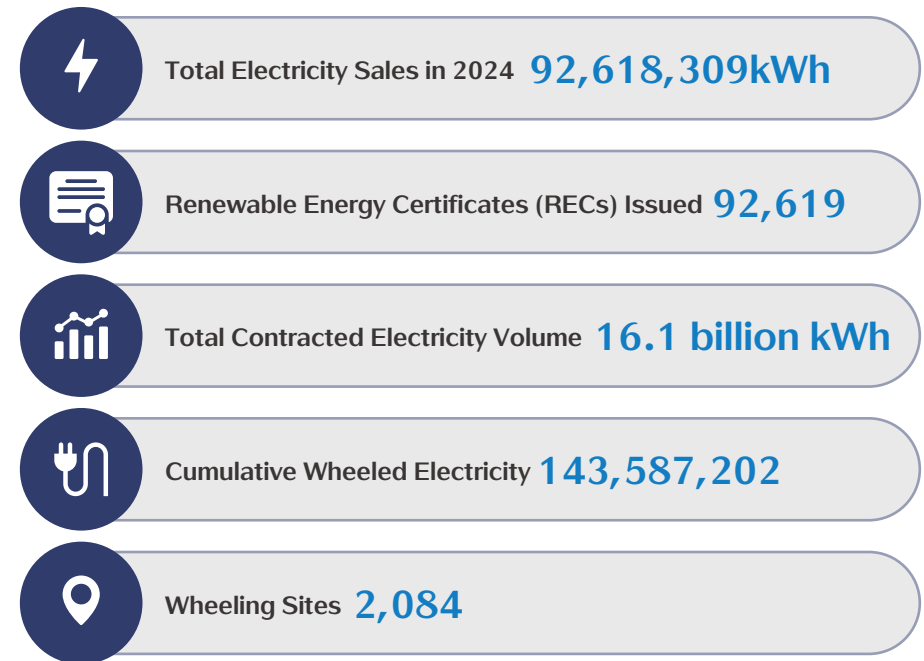 Total Electricity Sales in 2024 92,618,309kWh
Renewable Energy Certificates (RECs) Issued 92,619
Total Contracted Electricity Volume 16.1 billion kWh
Cumulative Wheeled Electricity 143,587,202
Wheeling Sites 2,084